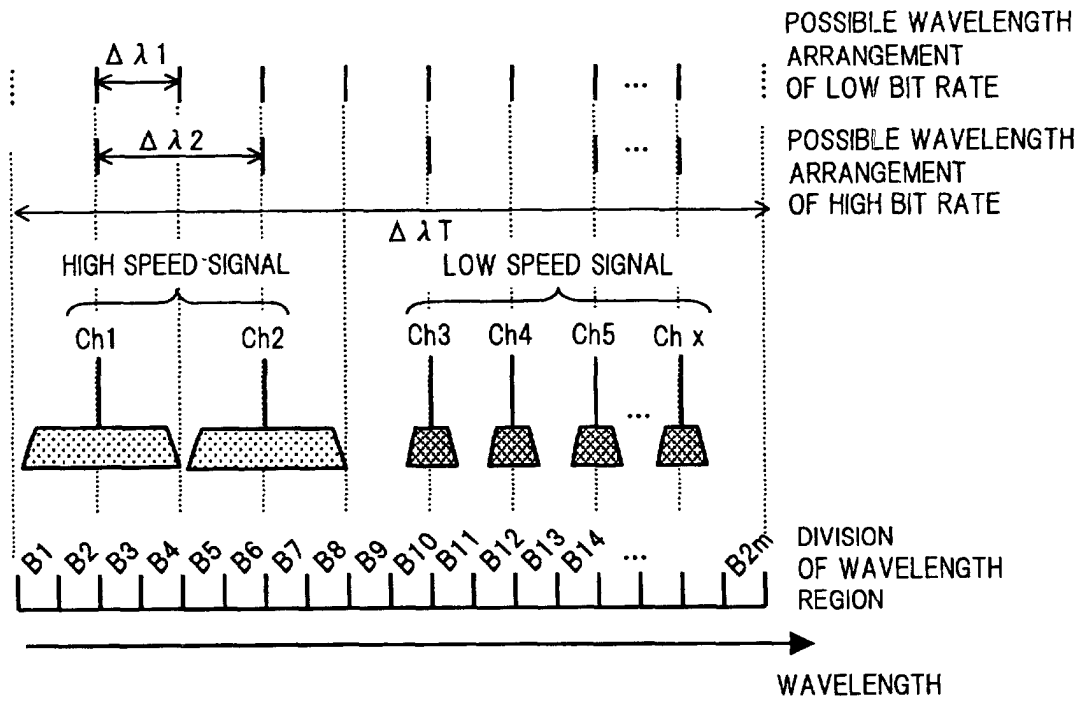 POSSIBLE WAVELENGTH
ARRANGEMENT
OF LOW BIT RATE
Δλ1
...
POSSIBLE WAVELENGTH
ARRANGEMENT
OF HIGH BIT RATE
Δλ2
...
ΔλT
HIGH SPEED SIGNAL
LOW SPEED SIGNAL
Ch1 Ch2 Ch3 Ch4 Ch5 Ch x
...
B1 B2 B3 B4 B5 B6 B7 B8 B9 B10 B11 B12 B13 B14 ... B2m
DIVISION
OF WAVELENGTH
REGION
WAVELENGTH